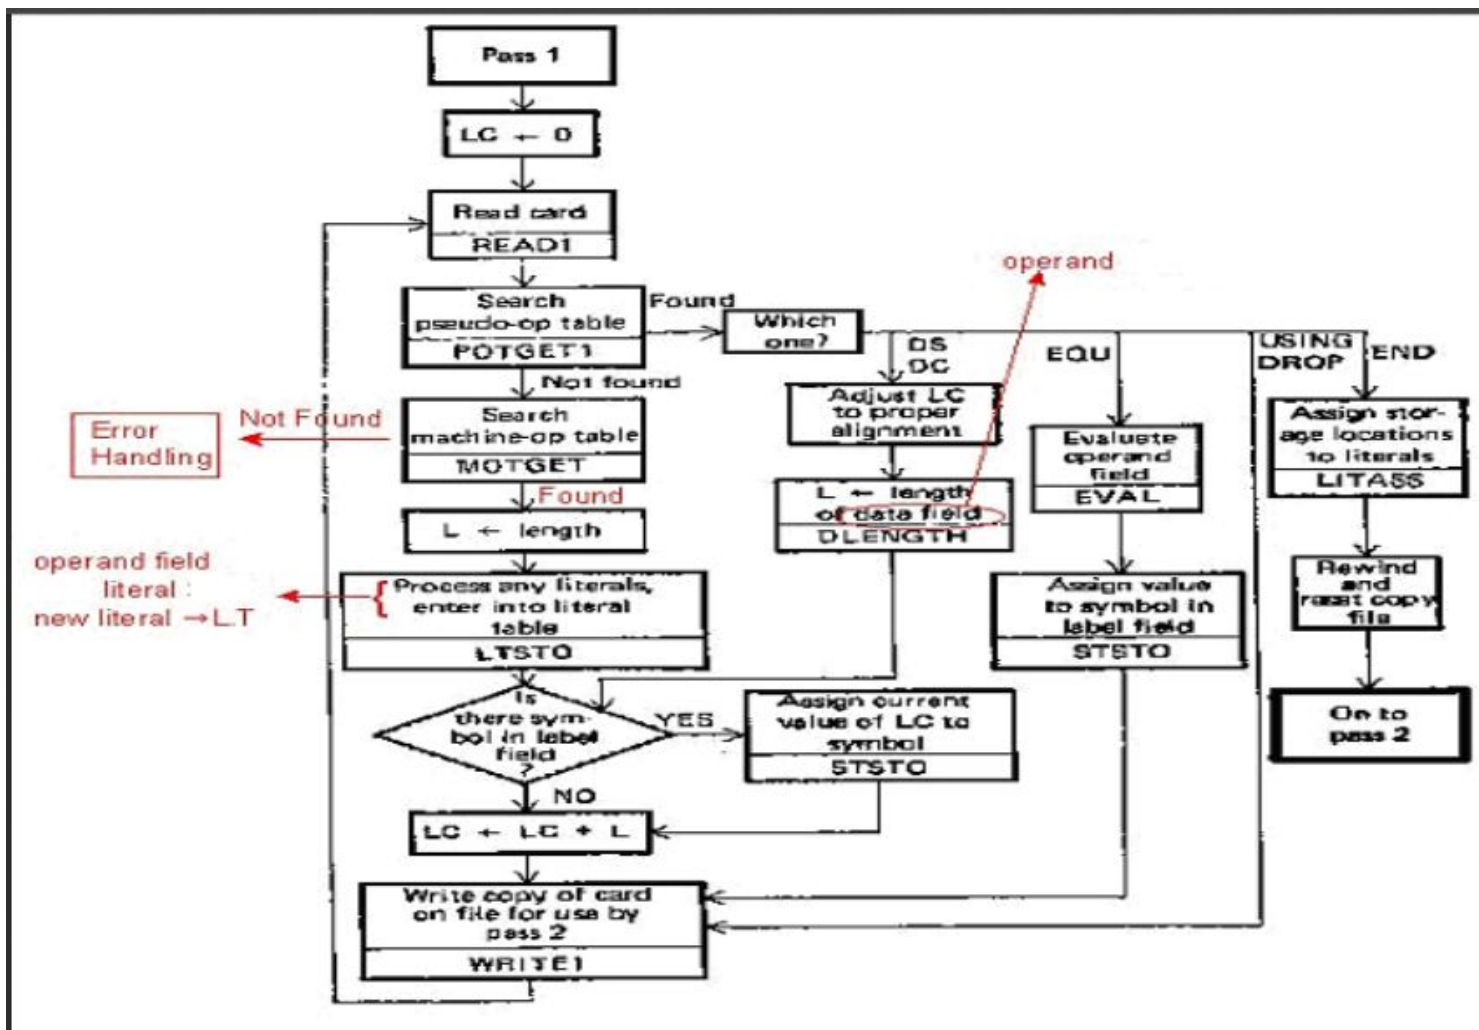 Pass 1
LC ← 0
Read card
READ1
operand
Search
pseudo-op table
POTGET1
Found
Which
one?
DS
DC
EQU
USING
DROP
END
Not found
Adjust LC
to proper
alignment
Assign stor-
age locations
to literals
LITASS
Error
Handling
Not Found
Search
machine-op table
MOTGET
Evaluate
operand
field
EVAL
Found
L ← length
of data field
DLENGTH
L ← length
operand field
literal :
new literal → L.T
Process any literals,
enter into literal
table
LTSTO
Assign value
to symbol in
label field
STSTO
Rewind
and
reset copy
file
Is
there sym-
bol in label
field
?
YES
Assign current
value of LC to
symbol
STSTO
On to
pass 2
NO
LC ← LC + L
Write copy of card
on file for use by
pass 2
WRITE1